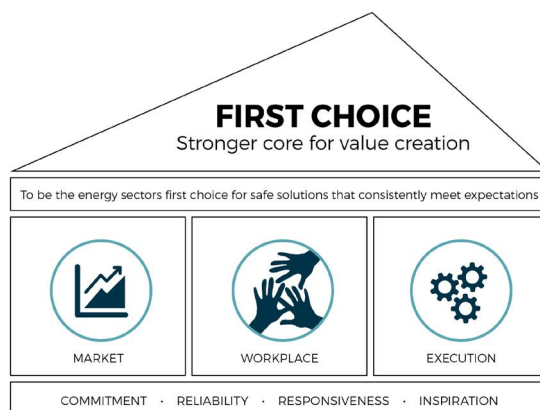 FIRST CHOICE
Stronger core for value creation
To be the energy sectors first choice for safe solutions that consistently meet expectations
MARKET
WORKPLACE
EXECUTION
COMMITMENT · RELIABILITY · RESPONSIVENESS · INSPIRATION